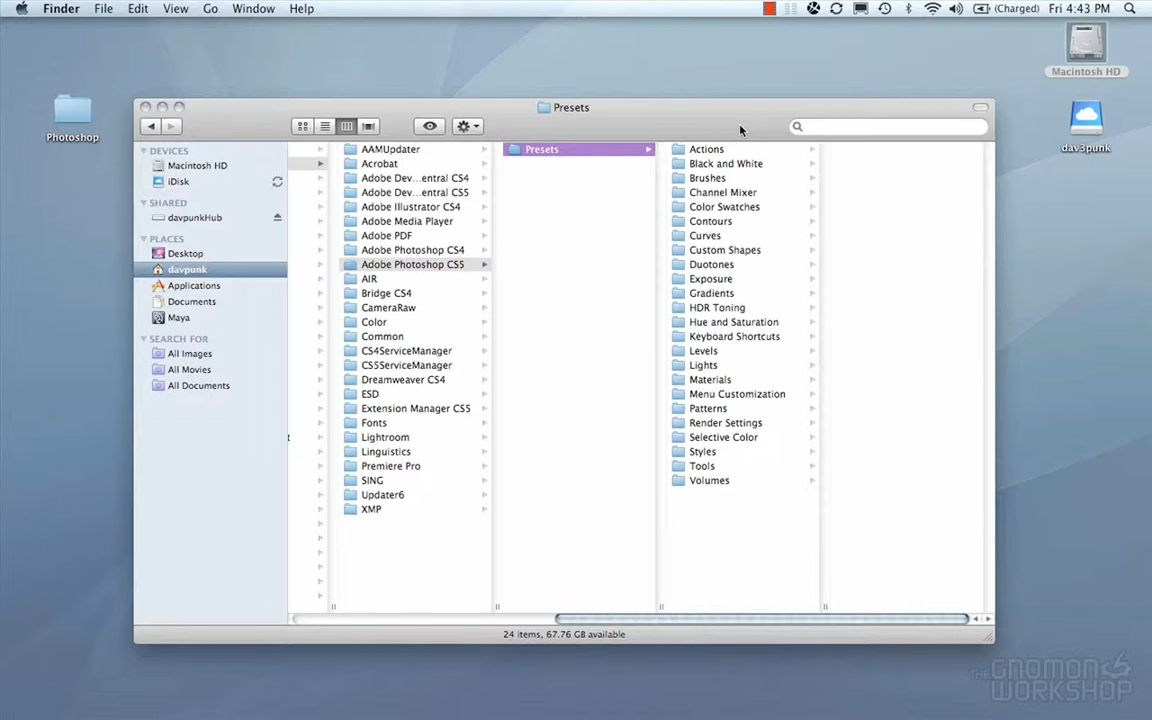 Finder File Edit View Go Window Help (Charged) Fri 4:43 PM
Macintosh HD
Photoshop
dav3punk
Presets
DEVICES
Macintosh HD
iDisk
SHARED
davpunkHub
PLACES
Desktop
davpunk
Applications
Documents
Maya
SEARCH FOR
All Images
All Movies
All Documents
AAMUpdater
Acrobat
Adobe Dev...entral CS4
Adobe Dev...entral CS5
Adobe Illustrator CS4
Adobe Media Player
Adobe PDF
Adobe Photoshop CS4
Adobe Photoshop CS5
AIR
Bridge CS4
CameraRaw
Color
Common
CS4ServiceManager
CS5ServiceManager
Dreamweaver CS4
ESD
Extension Manager CS5
Fonts
Lightroom
Linguistics
Premiere Pro
SING
Updater6
XMP
Presets
Actions
Black and White
Brushes
Channel Mixer
Color Swatches
Contours
Curves
Custom Shapes
Duotones
Exposure
Gradients
HDR Toning
Hue and Saturation
Keyboard Shortcuts
Levels
Lights
Materials
Menu Customization
Patterns
Render Settings
Selective Color
Styles
Tools
Volumes
24 items, 67.76 GB available
THE GNOMON
WORKSHOP